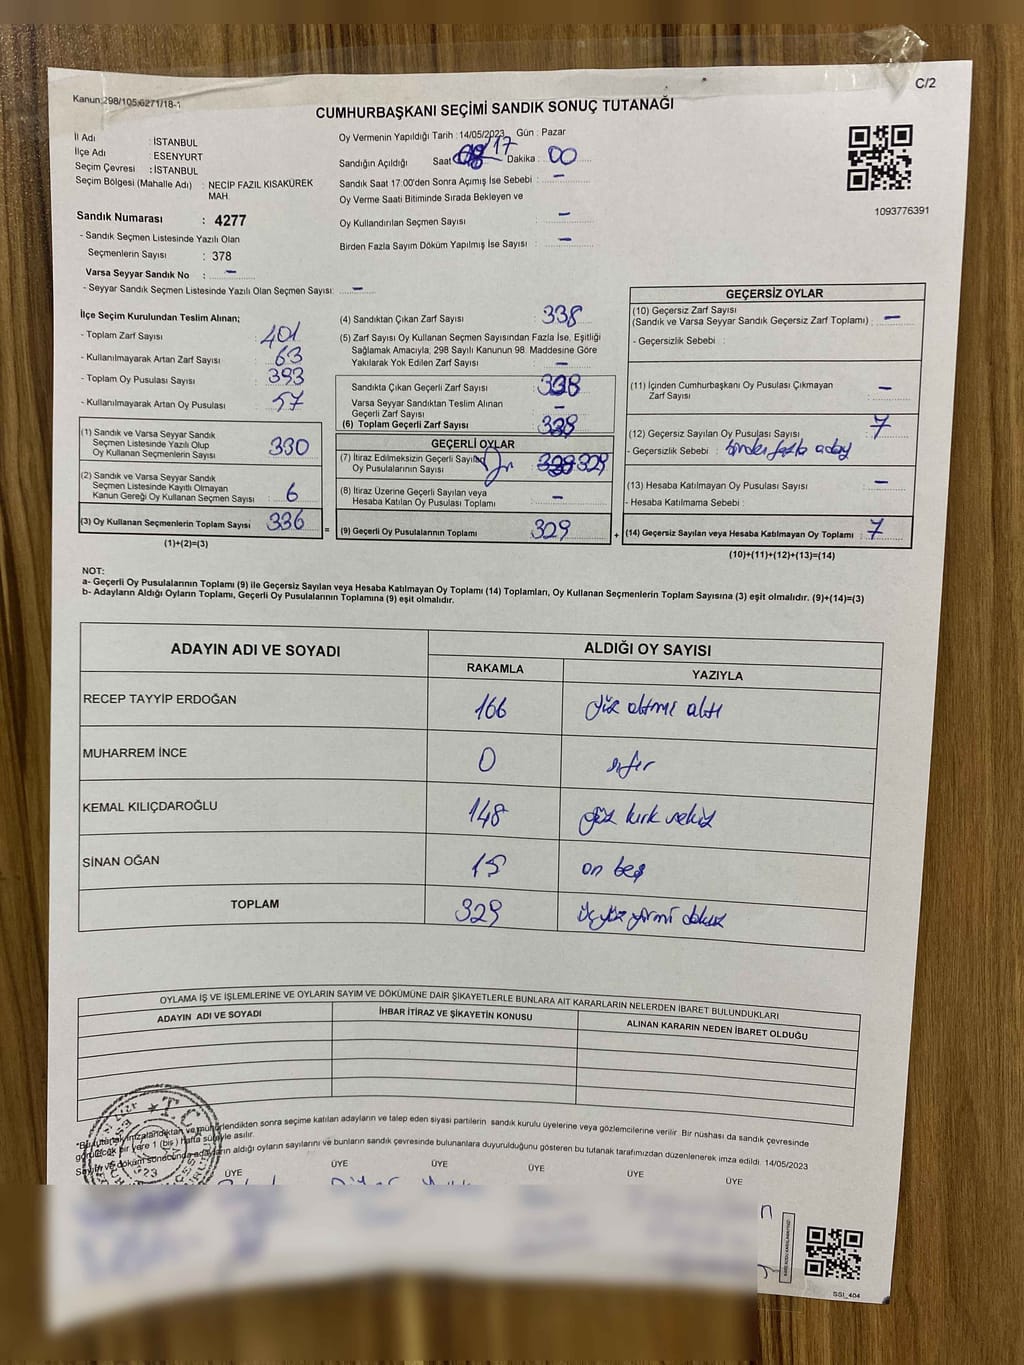 C/2
Kanun:298/105;6271/18-1
CUMHURBAŞKANI SEÇİMİ SANDIK SONUÇ TUTANAĞI
İl Adı : İSTANBUL
İlçe Adı : ESENYURT
Seçim Çevresi : İSTANBUL
Seçim Bölgesi (Mahalle Adı) : NECİP FAZIL KISAKÜREK
MAH.
Sandık Numarası : 4277
- Sandık Seçmen Listesinde Yazılı Olan
Seçmenlerin Sayısı : 378
Varsa Seyyar Sandık No : -
- Seyyar Sandık Seçmen Listesinde Yazılı Olan Seçmen Sayısı: -
Oy Vermenin Yapıldığı Tarih : 14/05/2023 Gün : Pazar
Sandığın Açıldığı Saat 17 Dakika : 00
Sandık Saat 17:00'den Sonra Açımış İse Sebebi : -
Oy Verme Saati Bitiminde Sırada Bekleyen ve
Oy Kullandırılan Seçmen Sayısı : -
Birden Fazla Sayım Döküm Yapılmış İse Sayısı : -
1093776391
İlçe Seçim Kurulundan Teslim Alınan;
- Toplam Zarf Sayısı : 401
- Kullanılmayarak Artan Zarf Sayısı : 63
- Toplam Oy Pusulası Sayısı : 393
- Kullanılmayarak Artan Oy Pusulası : 57
(1) Sandık ve Varsa Seyyar Sandık
Seçmen Listesinde Yazılı Olup
Oy Kullanan Seçmenlerin Sayısı : 330
(2) Sandık ve Varsa Seyyar Sandık
Seçmen Listesinde Kayıtlı Olmayan
Kanun Gereği Oy Kullanan Seçmen Sayısı : 6
(3) Oy Kullanan Seçmenlerin Toplam Sayısı : 336
(1)+(2)=(3)
(4) Sandıktan Çıkan Zarf Sayısı : 338
(5) Zarf Sayısı Oy Kullanan Seçmen Sayısından Fazla İse, Eşitliği
Sağlamak Amacıyla, 298 Sayılı Kanunun 98. Maddesine Göre
Yakılarak Yok Edilen Zarf Sayısı : -
Sandıkta Çıkan Geçerli Zarf Sayısı :
Varsa Seyyar Sandıktan Teslim Alınan
Geçerli Zarf Sayısı : -
(6) Toplam Geçerli Zarf Sayısı :
GEÇERLİ OYLAR
(7) İtiraz Edilmeksizin Geçerli Sayılan
Oy Pusulalarının Sayısı : 329
(8) İtiraz Üzerine Geçerli Sayılan veya
Hesaba Katılan Oy Pusulası Toplamı : -
(9) Geçerli Oy Pusulalarının Toplamı : 329
GEÇERSİZ OYLAR
(10) Geçersiz Zarf Sayısı
(Sandık ve Varsa Seyyar Sandık Geçersiz Zarf Toplamı) : -
- Geçersizlik Sebebi :
(11) İçinden Cumhurbaşkanı Oy Pusulası Çıkmayan
Zarf Sayısı : -
(12) Geçersiz Sayılan Oy Pusulası Sayısı : 7
- Geçersizlik Sebebi : birden fazla aday
(13) Hesaba Katılmayan Oy Pusulası Sayısı : -
- Hesaba Katılmama Sebebi :
(14) Geçersiz Sayılan veya Hesaba Katılmayan Oy Toplamı : 7
(10)+(11)+(12)+(13)=(14)
NOT:
a- Geçerli Oy Pusulalarının Toplamı (9) ile Geçersiz Sayılan veya Hesaba Katılmayan Oy Toplamı (14) Toplamları, Oy Kullanan Seçmenlerin Toplam Sayısına (3) eşit olmalıdır. (9)+(14)=(3)
b- Adayların Aldığı Oyların Toplamı, Geçerli Oy Pusulalarının Toplamına (9) eşit olmalıdır.
ADAYIN ADI VE SOYADI ALDIĞI OY SAYISI
RAKAMLA YAZIYLA
RECEP TAYYİP ERDOĞAN 166 yüz altmış altı
MUHARREM İNCE 0 sıfır
KEMAL KILIÇDAROĞLU 148 yüz kırk sekiz
SİNAN OĞAN 15 on beş
TOPLAM 329 üçyüz yirmi dokuz
OYLAMA İŞ VE İŞLEMLERİNE VE OYLARIN SAYIM VE DÖKÜMÜNE DAİR ŞİKAYETLERLE BUNLARA AİT KARARLARIN NELERDEN İBARET BULUNDUKLARI
ADAYIN ADI VE SOYADI İHBAR İTİRAZ VE ŞİKAYETİN KONUSU ALINAN KARARIN NEDEN İBARET OLDUĞU
*Bu tutanak imzalandıktan ve mühürlendikten sonra seçime katılan adayların ve talep eden siyasi partilerin sandık kurulu üyelerine veya gözlemcilerine verilir. Bir nüshası da sandık çevresinde
görülecek bir yere 1 (bir) hafta süreyle asılır.
Sayım ve döküm sonucunda adayların aldığı oyların sayılarını ve bunların sandık çevresinde bulunanlara duyurulduğunu gösteren bu tutanak tarafımızdan düzenlenerek imza edildi. 14/05/2023
ÜYE ÜYE ÜYE ÜYE ÜYE ÜYE
T.C.
SSI_404